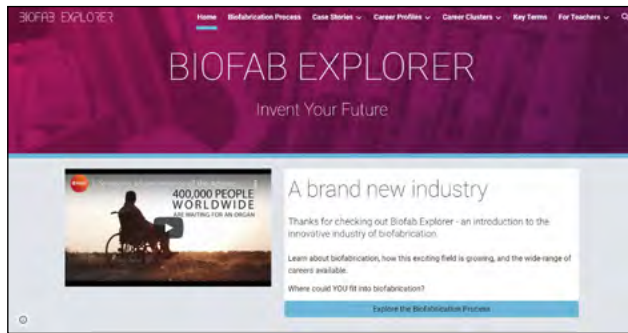 BIOFAB EXPLORER
Home Biofabrication Process Case Stories Career Profiles Career Clusters Key Terms For Teachers
BIOFAB EXPLORER
Invent Your Future
400,000 PEOPLE
WORLDWIDE
ARE WAITING FOR AN ORGAN
A brand new industry
Thanks for checking out Biofab Explorer - an introduction to the
innovative industry of biofabrication.
Learn about biofabrication, how this exciting field is growing, and the wide-range of
careers available.
Where could YOU fit into biofabrication?
Explore the Biofabrication Process